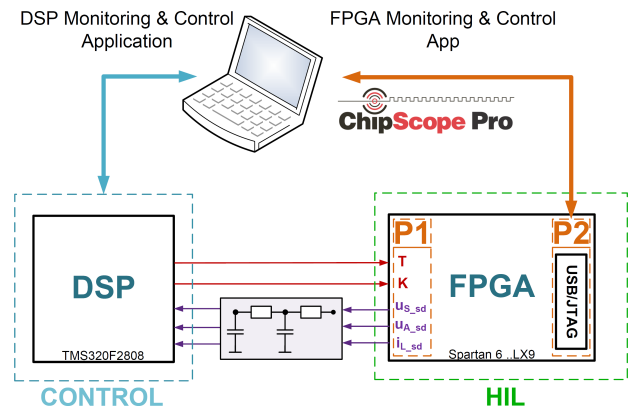 DSP Monitoring & Control
Application
FPGA Monitoring & Control
App
ChipScope Pro
DSP
TMS320F2808
CONTROL
P1
P2
T
K
uS_sd
uA_sd
iL_sd
FPGA
USB/JTAG
Spartan 6 ..LX9
HIL